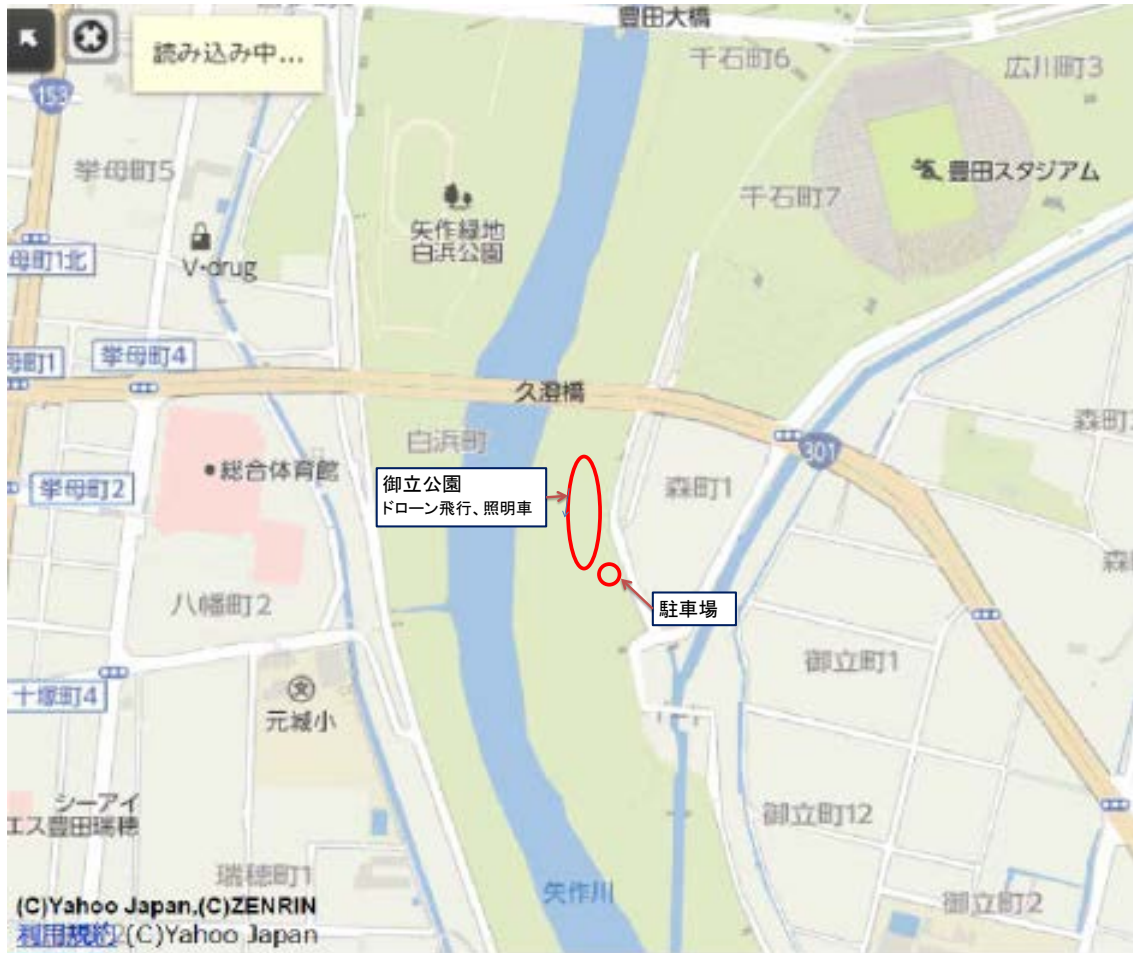 豊田大橋
読み込み中...
千石町6
広川町3
153
挙母町5
豊田スタジアム
千石町7
矢作緑地
白浜公園
母町1北
V·drug
挙母町4
母町1
久澄橋
森町
白浜町
301
•総合体育館
御立公園
ドローン飛行、照明車
森町1
挙母町2
森
八幡町2
駐車場
御立町1
十塚町4
文
元城小
シーアイ
エス豊田瑞穂
御立町12
瑞穂町1
矢作川
御立町2
(C)Yahoo Japan,(C)ZENRIN
利用規約(C)Yahoo Japan